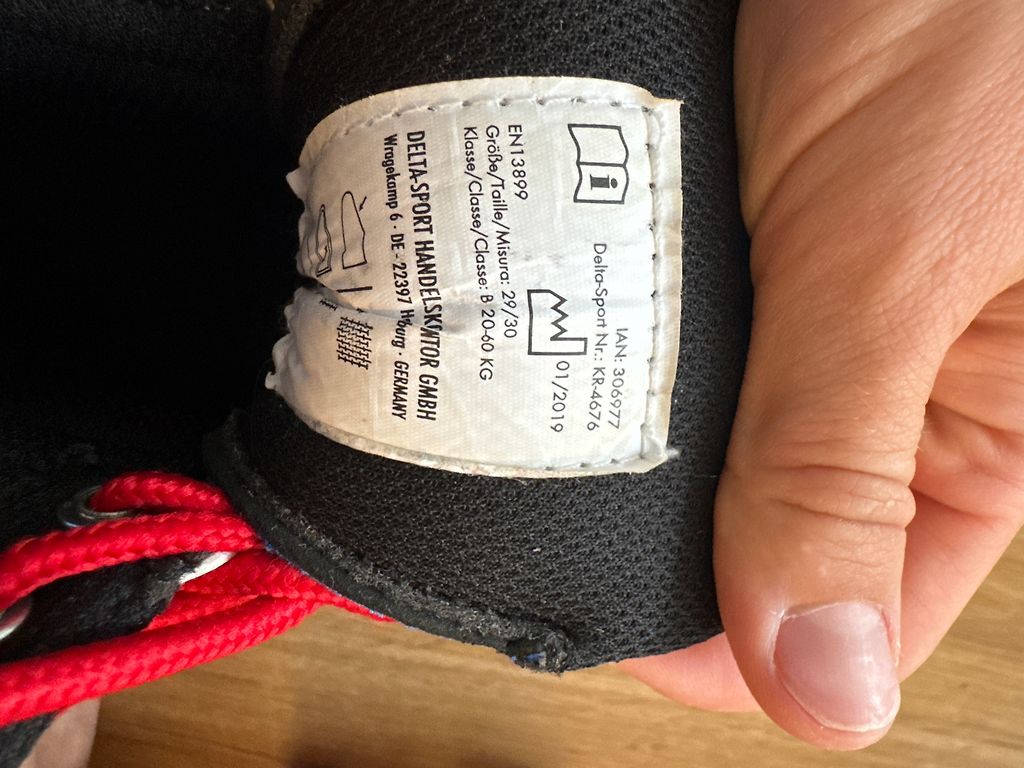 IAN: 306977
Delta-Sport Nr.: KR-4676
01/2019
EN13899
Größe/Taille/Misura: 29/30
Klasse/Classe/Classe: B 20-60 KG
DELTA-SPORT HANDELSKONTOR GMBH
Wragekamp 6 · DE - 22397 Hamburg · GERMANY